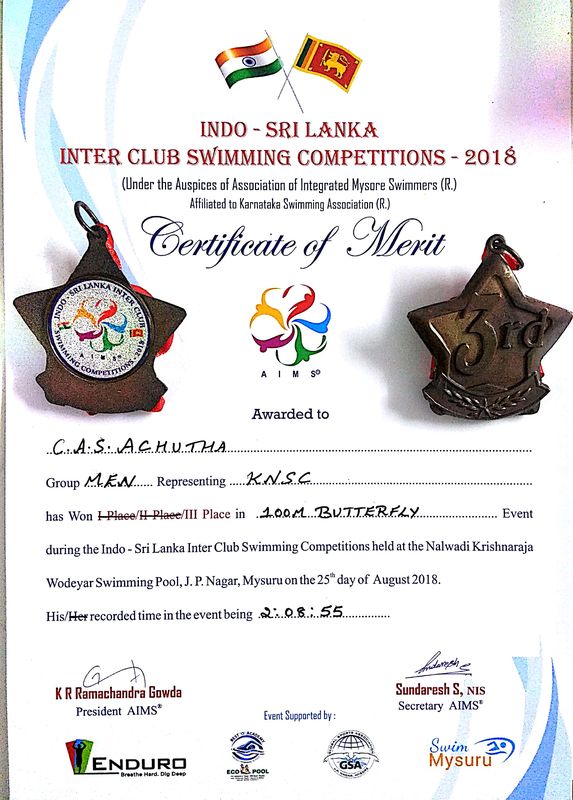 INDO - SRI LANKA
INTER CLUB SWIMMING COMPETITIONS - 2018
(Under the Auspices of Association of Integrated Mysore Swimmers (R.)
Affiliated to Karnataka Swimming Association (R.)
Certificate of Merit
INDO - SRI LANKA INTER CLUB
SWIMMING COMPETITIONS - 2018
AIMS®
AIMS®
3rd
Awarded to
C.A.S. ACHUTHA
Group MEN Representing KNSC
has Won I Place/II Place/III Place in 100M BUTTERFLY Event
during the Indo - Sri Lanka Inter Club Swimming Competitions held at the Nalwadi Krishnaraja
Wodeyar Swimming Pool, J. P. Nagar, Mysuru on the 25th day of August 2018.
His/Her recorded time in the event being 2:08:55
K R Ramachandra Gowda
President AIMS®
Sundaresh S
Sundaresh S, NIS
Secretary AIMS®
Event Supported by :
ENDURO
Breathe Hard. Dig Deep
ECO POOL
GSA
Swim
Mysuru